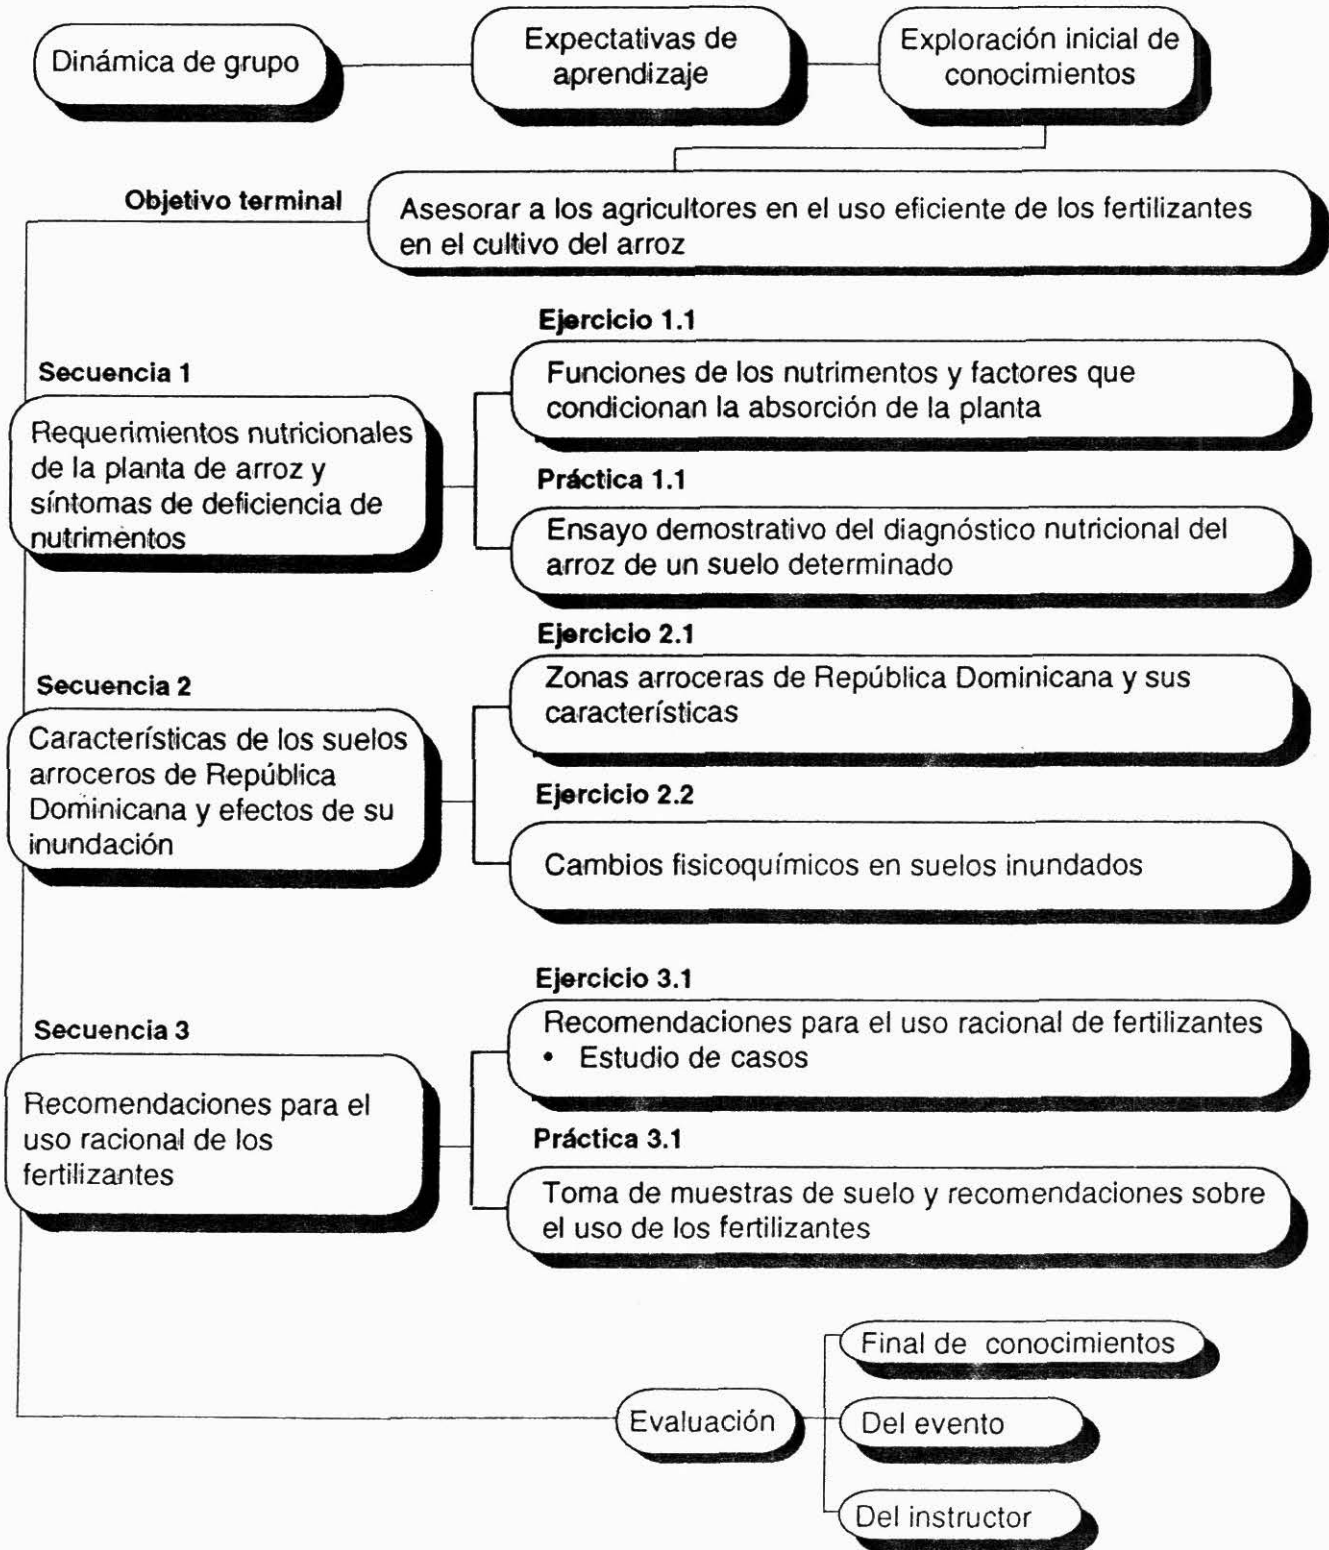 Dinámica de grupo
Expectativas de
aprendizaje
Exploración inicial de
conocimientos
Objetivo terminal
Asesorar a los agricultores en el uso eficiente de los fertilizantes
en el cultivo del arroz
Secuencia 1
Requerimientos nutricionales
de la planta de arroz y
síntomas de deficiencia de
nutrimentos
Ejercicio 1.1
Funciones de los nutrimentos y factores que
condicionan la absorción de la planta
Práctica 1.1
Ensayo demostrativo del diagnóstico nutricional del
arroz de un suelo determinado
Secuencia 2
Características de los suelos
arroceros de República
Dominicana y efectos de su
inundación
Ejercicio 2.1
Zonas arroceras de República Dominicana y sus
características
Ejercicio 2.2
Cambios fisicoquímicos en suelos inundados
Secuencia 3
Recomendaciones para el
uso racional de los
fertilizantes
Ejercicio 3.1
Recomendaciones para el uso racional de fertilizantes
• Estudio de casos
Práctica 3.1
Toma de muestras de suelo y recomendaciones sobre
el uso de los fertilizantes
Evaluación
Final de conocimientos
Del evento
Del instructor